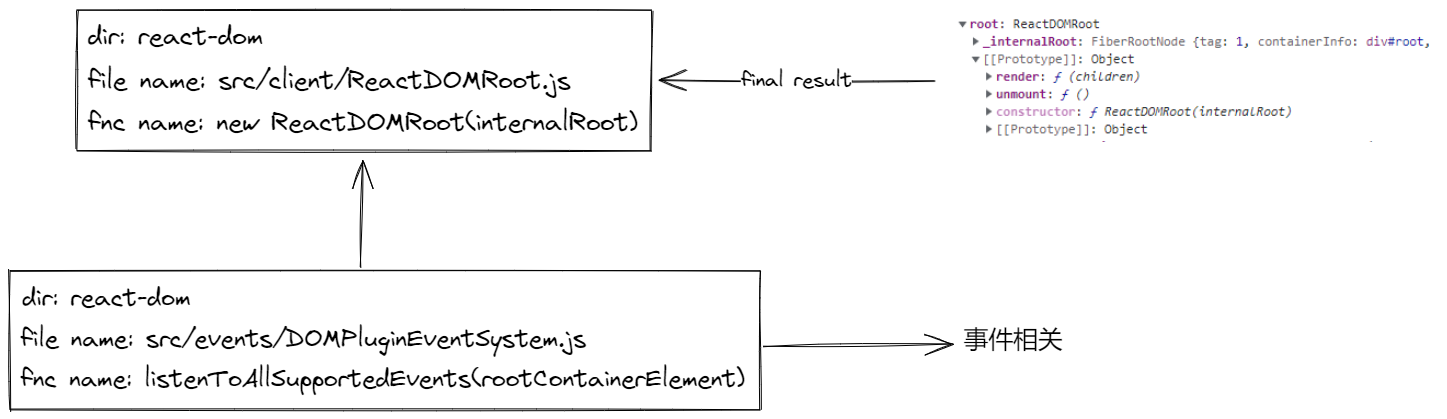 dir: react-dom
file name: src/client/ReactDOMRoot.js
fnc name: new ReactDOMRoot(internalRoot)
final result
▼root: ReactDOMRoot
▶_internalRoot: FiberRootNode {tag: 1, containerInfo: div#root,
▼[[Prototype]]: Object
▶render: ƒ (children)
▶unmount: ƒ ()
▶constructor: ƒ ReactDOMRoot(internalRoot)
▶[[Prototype]]: Object
dir: react-dom
file name: src/events/DOMPluginEventSystem.js
fnc name: listenToAllSupportedEvents(rootContainerElement)
事件相关